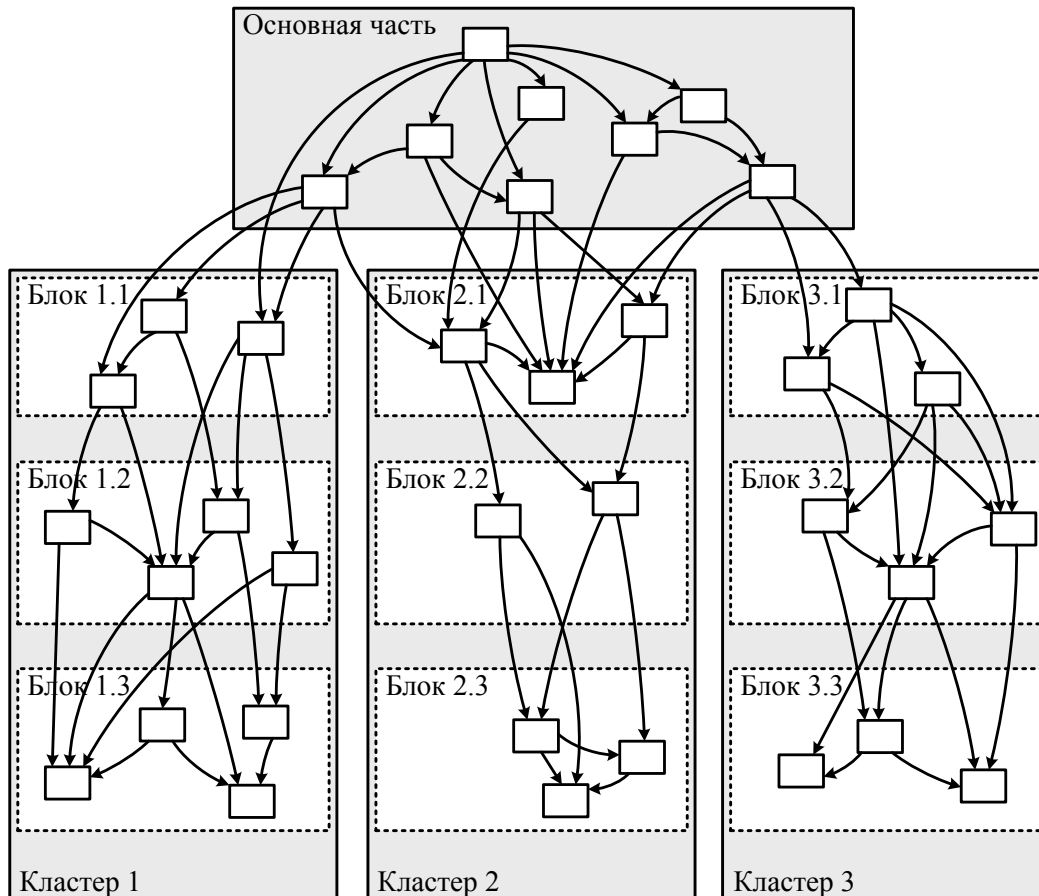 Основная часть
Блок 1.1
Блок 2.1
Блок 3.1
Блок 1.2
Блок 2.2
Блок 3.2
Блок 1.3
Блок 2.3
Блок 3.3
Кластер 1
Кластер 2
Кластер 3